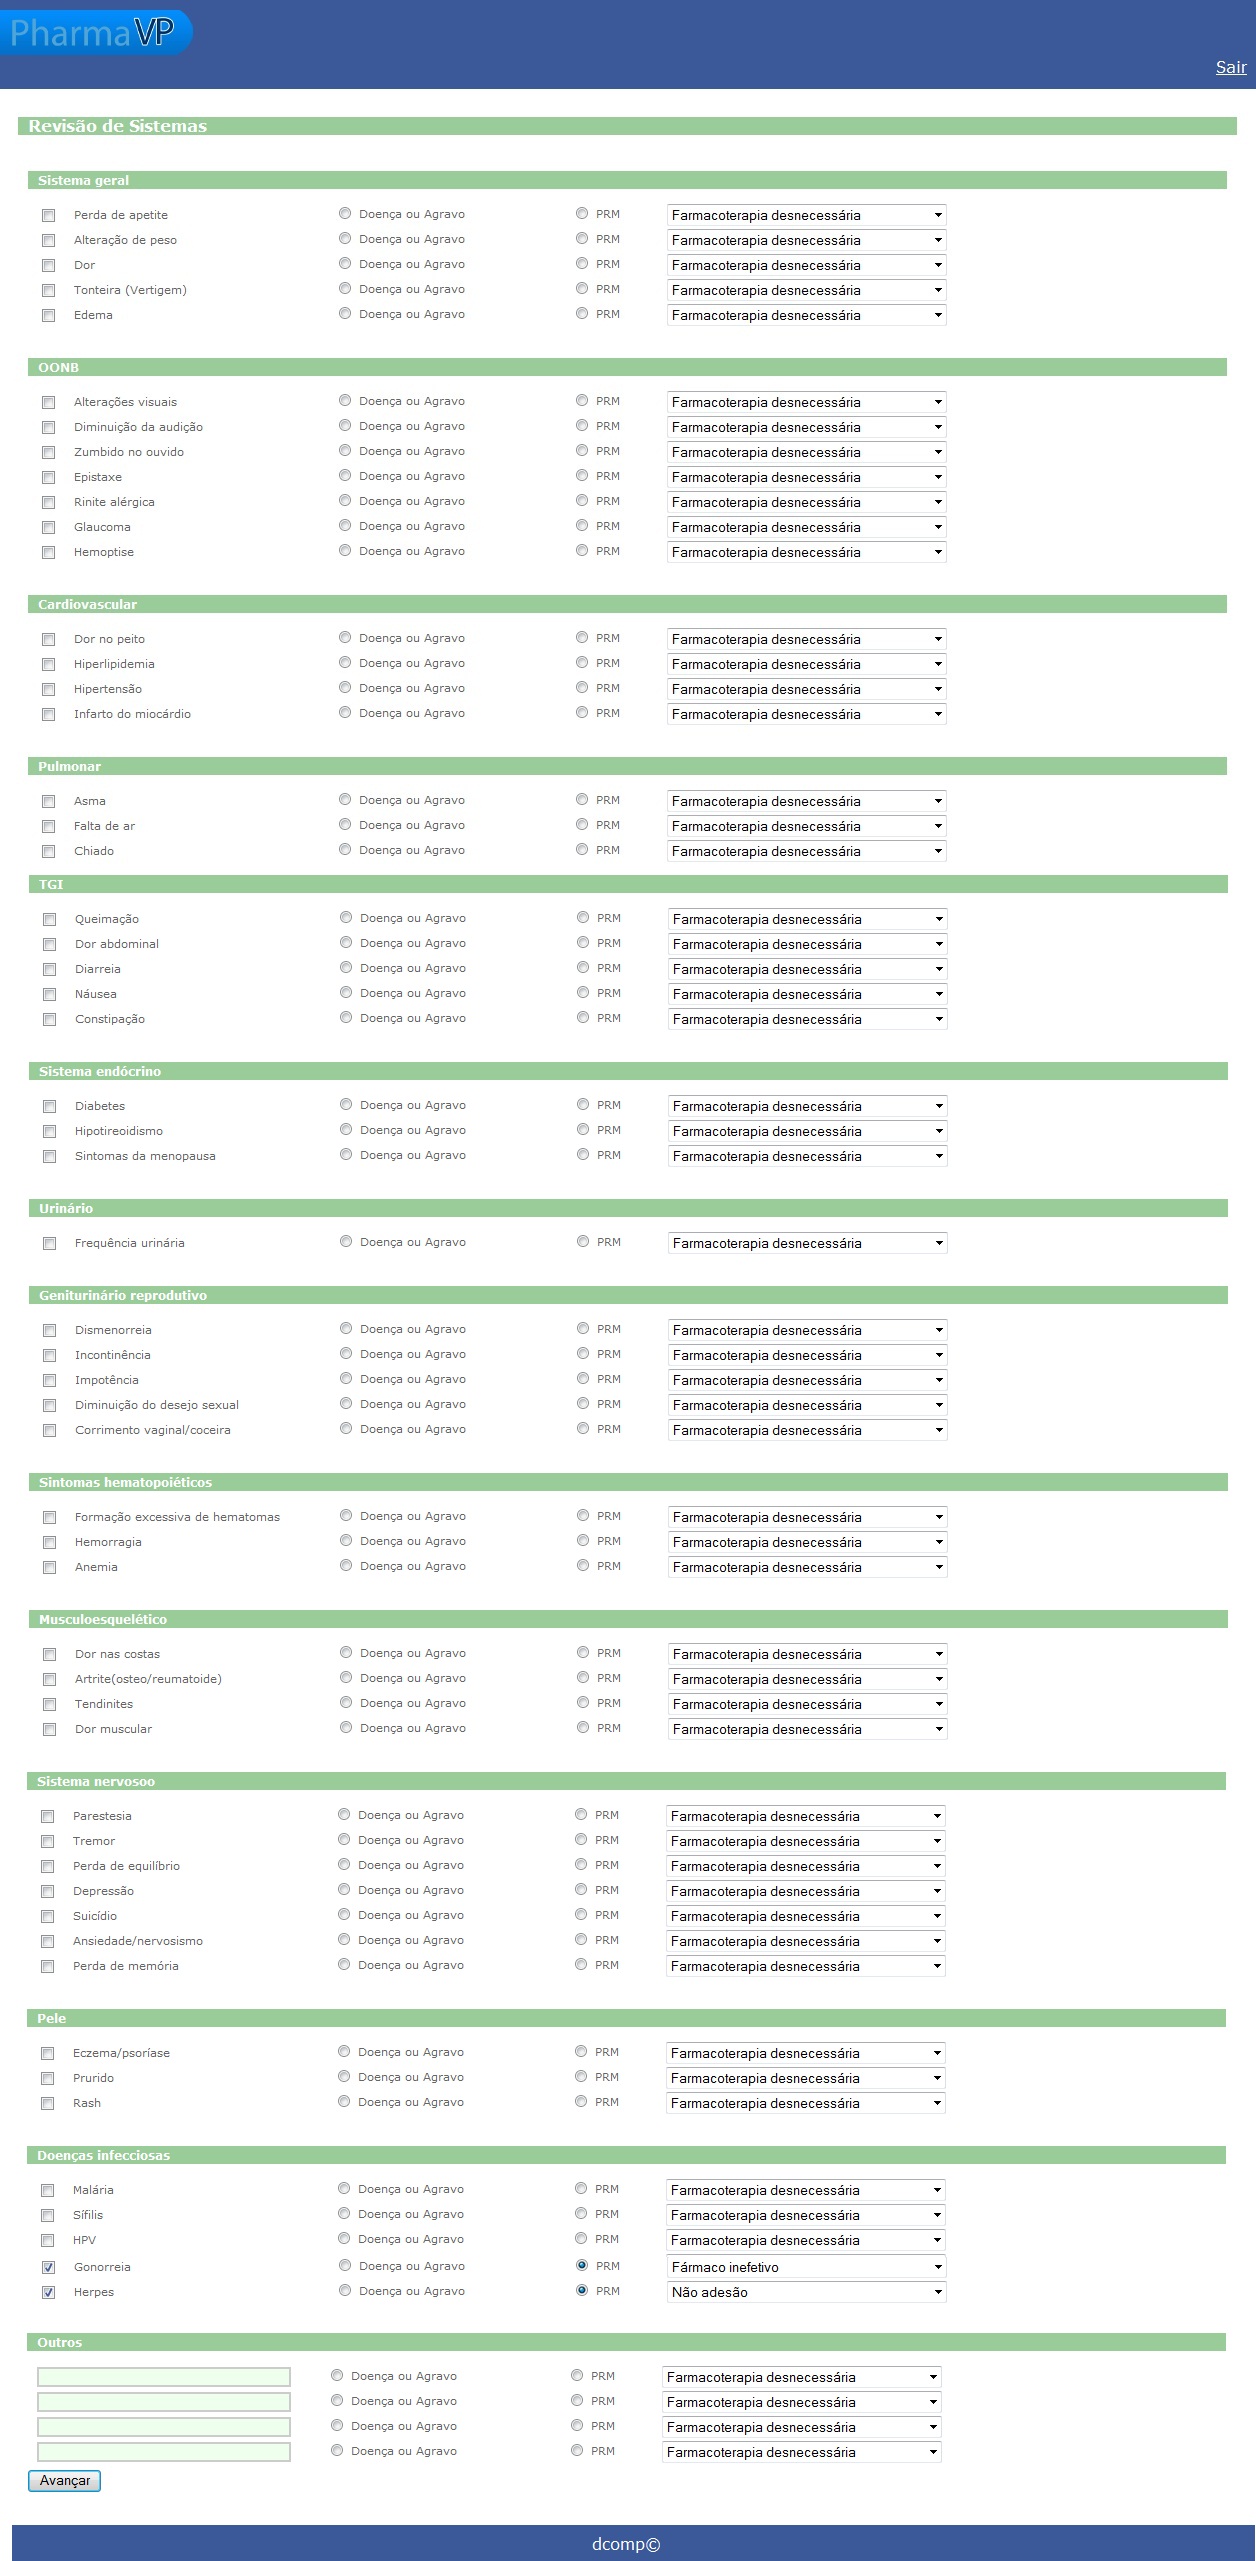 PharmaVP
Sair
Revisão de Sistemas
Sistema geral
Perda de apetite Doença ou Agravo PRM Farmacoterapia desnecessária
Alteração de peso Doença ou Agravo PRM Farmacoterapia desnecessária
Dor Doença ou Agravo PRM Farmacoterapia desnecessária
Tonteira (Vertigem) Doença ou Agravo PRM Farmacoterapia desnecessária
Edema Doença ou Agravo PRM Farmacoterapia desnecessária
OONB
Alterações visuais Doença ou Agravo PRM Farmacoterapia desnecessária
Diminuição da audição Doença ou Agravo PRM Farmacoterapia desnecessária
Zumbido no ouvido Doença ou Agravo PRM Farmacoterapia desnecessária
Epistaxe Doença ou Agravo PRM Farmacoterapia desnecessária
Rinite alérgica Doença ou Agravo PRM Farmacoterapia desnecessária
Glaucoma Doença ou Agravo PRM Farmacoterapia desnecessária
Hemoptise Doença ou Agravo PRM Farmacoterapia desnecessária
Cardiovascular
Dor no peito Doença ou Agravo PRM Farmacoterapia desnecessária
Hiperlipidemia Doença ou Agravo PRM Farmacoterapia desnecessária
Hipertensão Doença ou Agravo PRM Farmacoterapia desnecessária
Infarto do miocárdio Doença ou Agravo PRM Farmacoterapia desnecessária
Pulmonar
Asma Doença ou Agravo PRM Farmacoterapia desnecessária
Falta de ar Doença ou Agravo PRM Farmacoterapia desnecessária
Chiado Doença ou Agravo PRM Farmacoterapia desnecessária
TGI
Queimação Doença ou Agravo PRM Farmacoterapia desnecessária
Dor abdominal Doença ou Agravo PRM Farmacoterapia desnecessária
Diarreia Doença ou Agravo PRM Farmacoterapia desnecessária
Náusea Doença ou Agravo PRM Farmacoterapia desnecessária
Constipação Doença ou Agravo PRM Farmacoterapia desnecessária
Sistema endócrino
Diabetes Doença ou Agravo PRM Farmacoterapia desnecessária
Hipotireoidismo Doença ou Agravo PRM Farmacoterapia desnecessária
Sintomas da menopausa Doença ou Agravo PRM Farmacoterapia desnecessária
Urinário
Frequência urinária Doença ou Agravo PRM Farmacoterapia desnecessária
Geniturinário reprodutivo
Dismenorreia Doença ou Agravo PRM Farmacoterapia desnecessária
Incontinência Doença ou Agravo PRM Farmacoterapia desnecessária
Impotência Doença ou Agravo PRM Farmacoterapia desnecessária
Diminuição do desejo sexual Doença ou Agravo PRM Farmacoterapia desnecessária
Corrimento vaginal/coceira Doença ou Agravo PRM Farmacoterapia desnecessária
Sintomas hematopoiéticos
Formação excessiva de hematomas Doença ou Agravo PRM Farmacoterapia desnecessária
Hemorragia Doença ou Agravo PRM Farmacoterapia desnecessária
Anemia Doença ou Agravo PRM Farmacoterapia desnecessária
Musculoesquelético
Dor nas costas Doença ou Agravo PRM Farmacoterapia desnecessária
Artrite(osteo/reumatoide) Doença ou Agravo PRM Farmacoterapia desnecessária
Tendinites Doença ou Agravo PRM Farmacoterapia desnecessária
Dor muscular Doença ou Agravo PRM Farmacoterapia desnecessária
Sistema nervosoo
Parestesia Doença ou Agravo PRM Farmacoterapia desnecessária
Tremor Doença ou Agravo PRM Farmacoterapia desnecessária
Perda de equilíbrio Doença ou Agravo PRM Farmacoterapia desnecessária
Depressão Doença ou Agravo PRM Farmacoterapia desnecessária
Suicídio Doença ou Agravo PRM Farmacoterapia desnecessária
Ansiedade/nervosismo Doença ou Agravo PRM Farmacoterapia desnecessária
Perda de memória Doença ou Agravo PRM Farmacoterapia desnecessária
Pele
Eczema/psoríase Doença ou Agravo PRM Farmacoterapia desnecessária
Prurido Doença ou Agravo PRM Farmacoterapia desnecessária
Rash Doença ou Agravo PRM Farmacoterapia desnecessária
Doenças infecciosas
Malária Doença ou Agravo PRM Farmacoterapia desnecessária
Sífilis Doença ou Agravo PRM Farmacoterapia desnecessária
HPV Doença ou Agravo PRM Farmacoterapia desnecessária
Gonorreia Doença ou Agravo PRM Fármaco inefetivo
Herpes Doença ou Agravo PRM Não adesão
Outros
Doença ou Agravo PRM Farmacoterapia desnecessária
Doença ou Agravo PRM Farmacoterapia desnecessária
Doença ou Agravo PRM Farmacoterapia desnecessária
Doença ou Agravo PRM Farmacoterapia desnecessária
Avançar
dcomp©